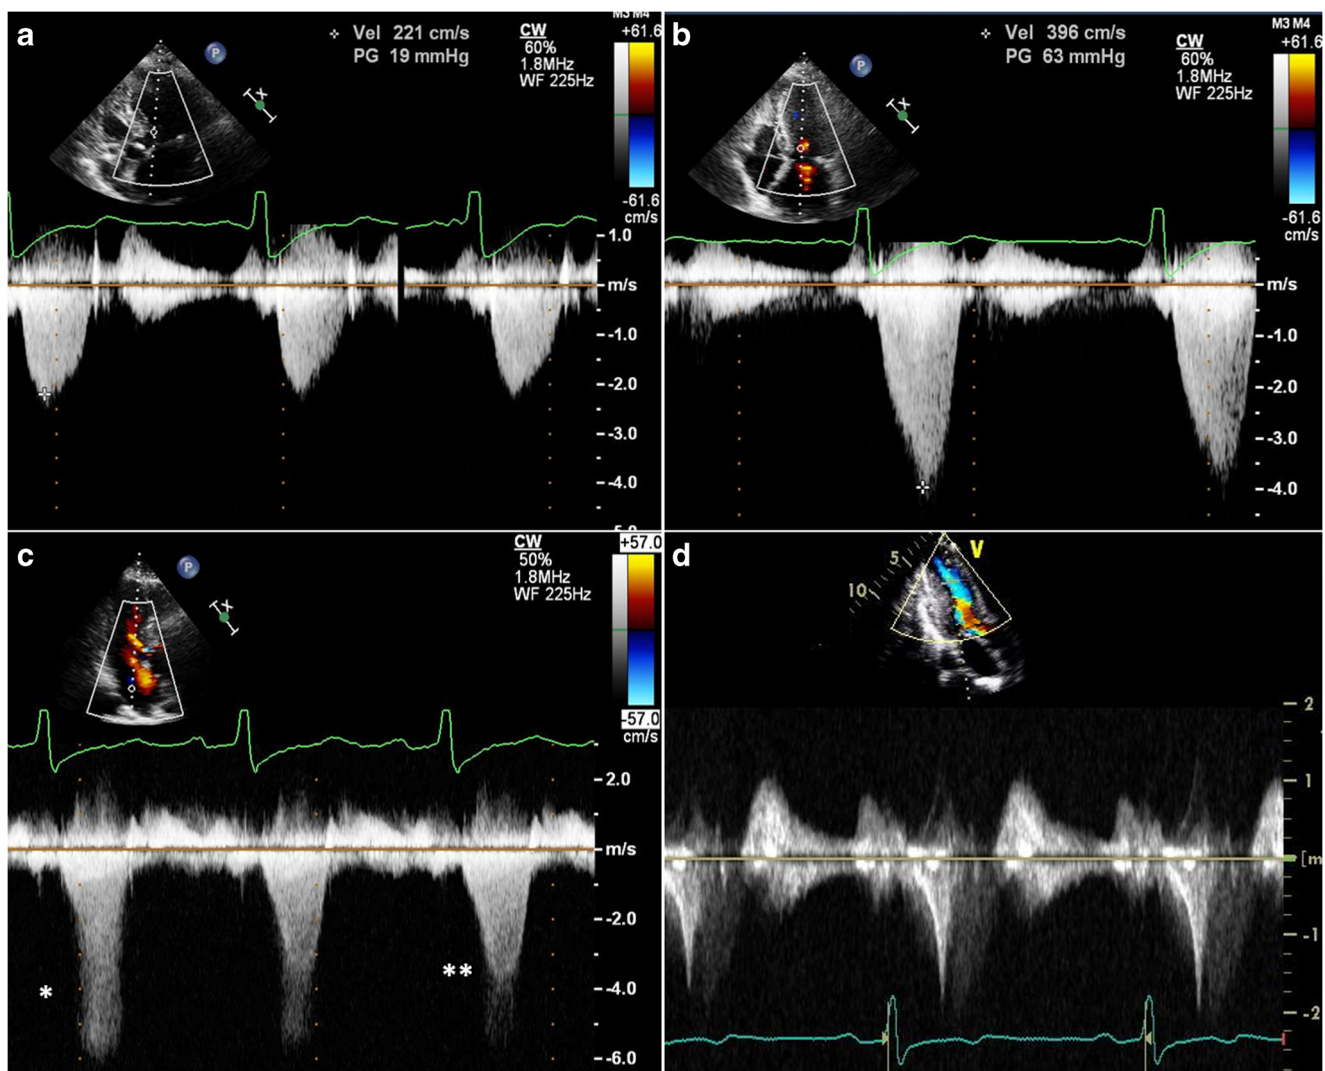 a
Vel 221 cm/s
PG 19 mmHg
CW
60%
1.8MHz
WF 225Hz
M3 M4
+61.6
-61.6
cm/s
P
1.0
m/s
-1.0
-2.0
-3.0
-4.0
b
Vel 396 cm/s
PG 63 mmHg
CW
60%
1.8MHz
WF 225Hz
M3 M4
+61.6
-61.6
cm/s
P
m/s
-1.0
-2.0
-3.0
-4.0
c
CW
50%
1.8MHz
WF 225Hz
+57.0
-57.0
cm/s
P
2.0
m/s
-2.0
-4.0
-6.0
*
**
d
V
5
10
2
1
[m
-1
-2